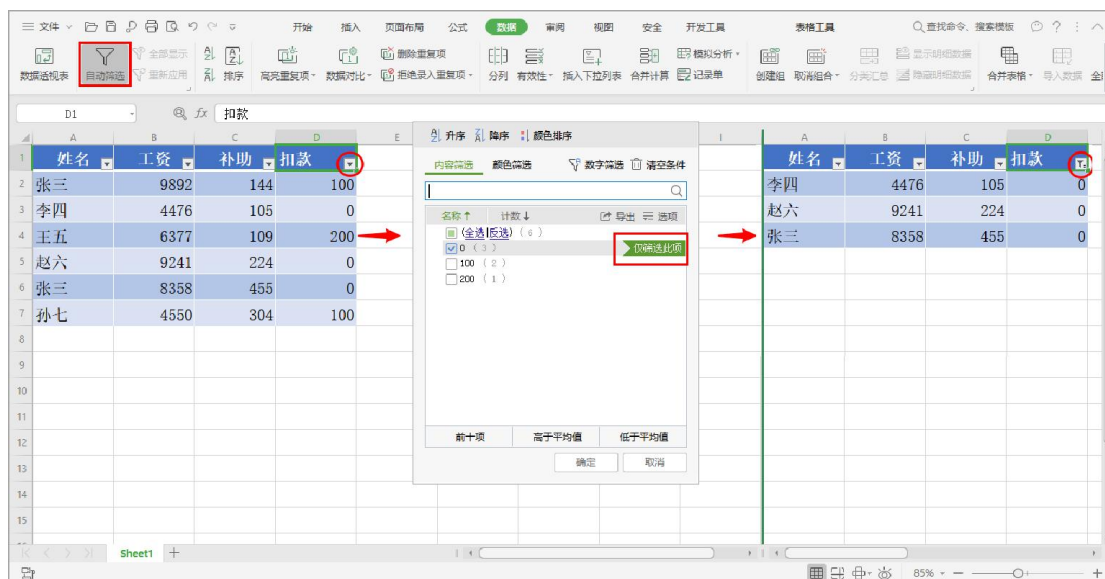 文件 开始 插入 页面布局 公式 数据 审阅 视图 安全 开发工具 表格工具 查找命令、搜索模板
全部显示 删除重复项 模拟分析 显示明细数据
数据透视表 自动筛选 重新应用 排序 高亮重复项 数据对比 拒绝录入重复项 分列 有效性 插入下拉列表 合并计算 记录单 创建组 取消组合 分类汇总 隐藏明细数据 合并表格 导入数据 全
D1 fx 扣款
A B C D E I A B C D
1 姓名 工资 补助 扣款
2 张三 9892 144 100
3 李四 4476 105 0
4 王五 6377 109 200
5 赵六 9241 224 0
6 张三 8358 455 0
7 孙七 4550 304 100
8
9
10
11
12
13
14
15
升序 降序 颜色排序
内容筛选 颜色筛选 数字筛选 清空条件
名称↑ 计数↓ 导出 选项
(全选|反选) ( 6 )
0 ( 3 ) 仅筛选此项
100 ( 2 )
200 ( 1 )
前十项 高于平均值 低于平均值
确定 取消
姓名 工资 补助 扣款
李四 4476 105 0
赵六 9241 224 0
张三 8358 455 0
Sheet1 +
85% - +